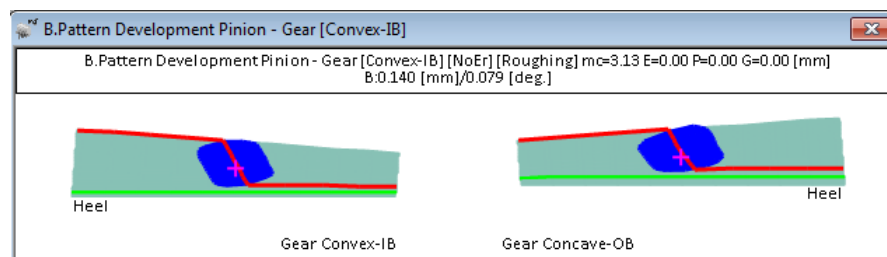 B.Pattern Development Pinion - Gear [Convex-IB]
B.Pattern Development Pinion - Gear [Convex-IB] [NoEr] [Roughing] mc=3.13 E=0.00 P=0.00 G=0.00 [mm]
B:0.140 [mm]/0.079 [deg.]
Heel
Heel
Gear Convex-IB
Gear Concave-OB